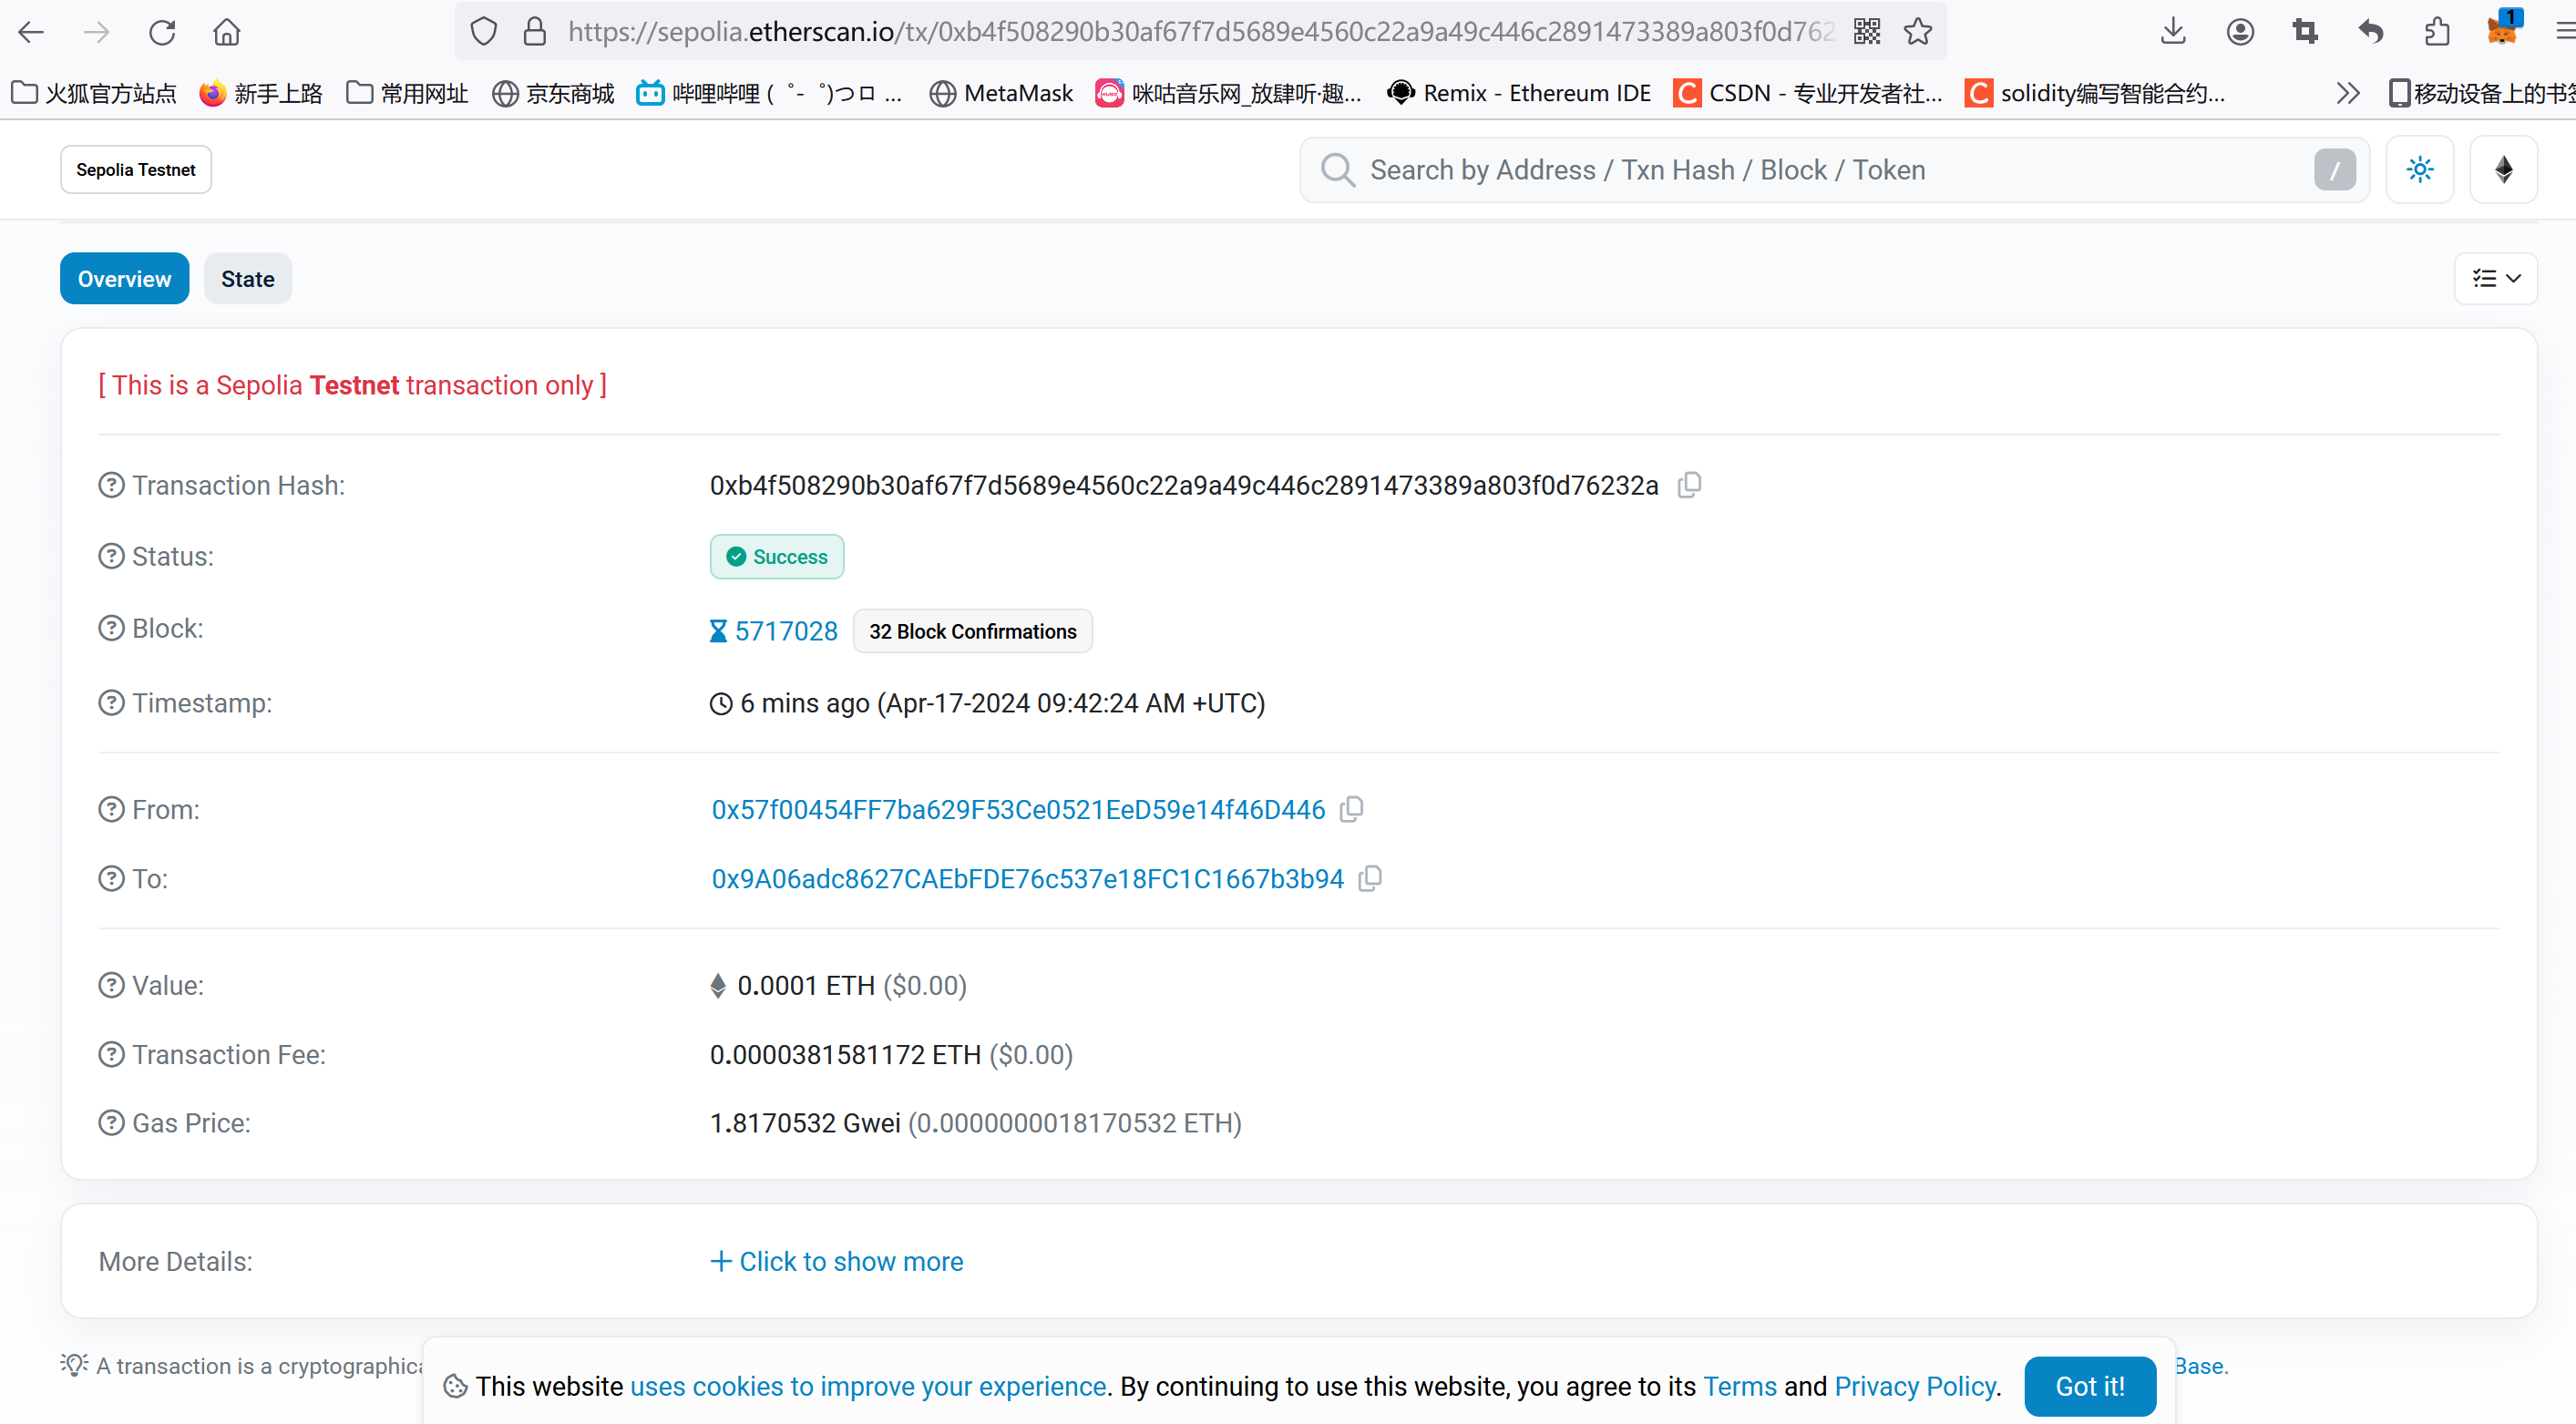 https://sepolia.etherscan.io/tx/0xb4f508290b30af67f7d5689e4560c22a9a49c446c2891473389a803f0d762
1
火狐官方站点 新手上路 常用网址 京东商城 哔哩哔哩 ( ゜- ゜)つロ ... MetaMask 咪咕音乐网_放肆听·趣... Remix - Ethereum IDE CSDN - 专业开发者社... solidity编写智能合约... 移动设备上的书签
Sepolia Testnet
Search by Address / Txn Hash / Block / Token /
Overview State
[ This is a Sepolia Testnet transaction only ]
Transaction Hash: 0xb4f508290b30af67f7d5689e4560c22a9a49c446c2891473389a803f0d76232a
Status: Success
Block: 5717028 32 Block Confirmations
Timestamp: 6 mins ago (Apr-17-2024 09:42:24 AM +UTC)
From: 0x57f00454FF7ba629F53Ce0521EeD59e14f46D446
To: 0x9A06adc8627CAEbFDE76c537e18FC1C1667b3b94
Value: 0.0001 ETH ($0.00)
Transaction Fee: 0.0000381581172 ETH ($0.00)
Gas Price: 1.8170532 Gwei (0.0000000018170532 ETH)
More Details: Click to show more
A transaction is a cryptographica Base.
This website uses cookies to improve your experience. By continuing to use this website, you agree to its Terms and Privacy Policy. Got it!